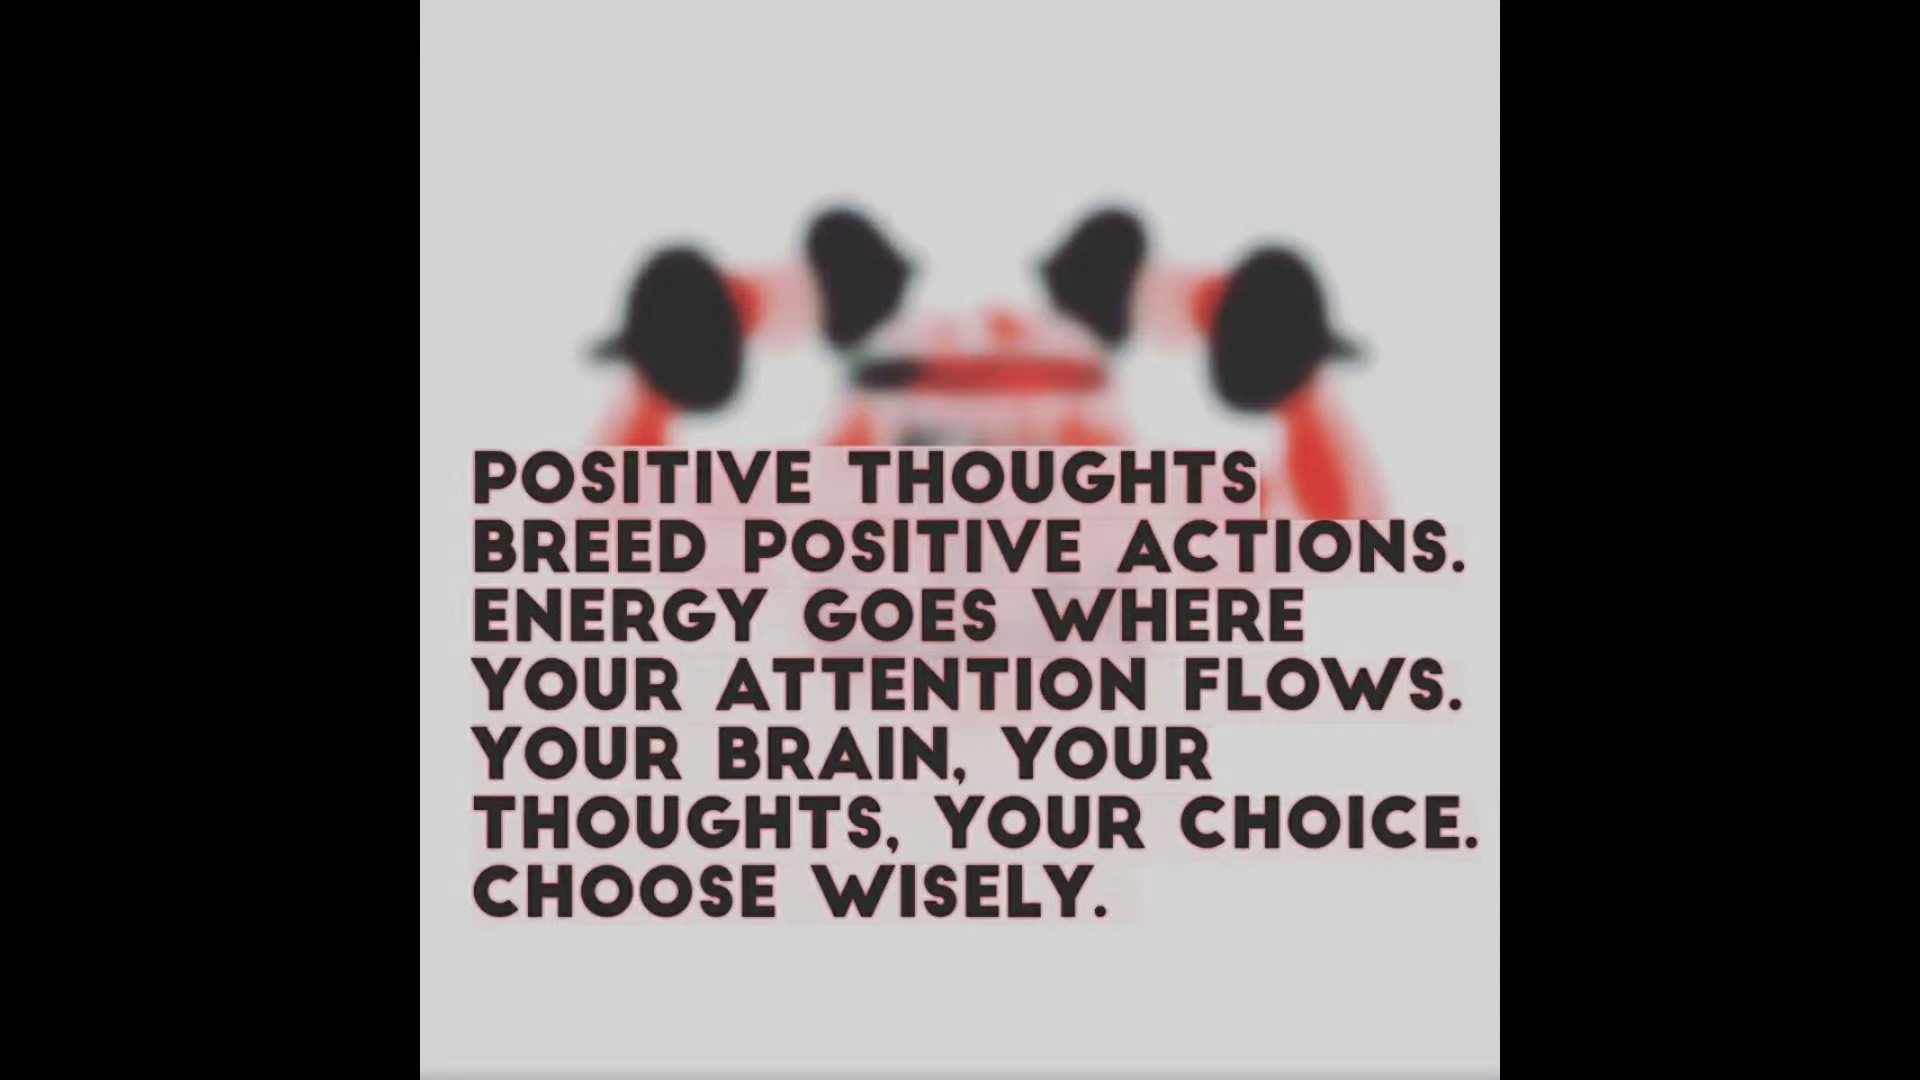 POSITIVE THOUGHTS
BREED POSITIVE ACTIONS.
ENERGY GOES WHERE
YOUR ATTENTION FLOWS.
YOUR BRAIN, YOUR
THOUGHTS, YOUR CHOICE.
CHOOSE WISELY.